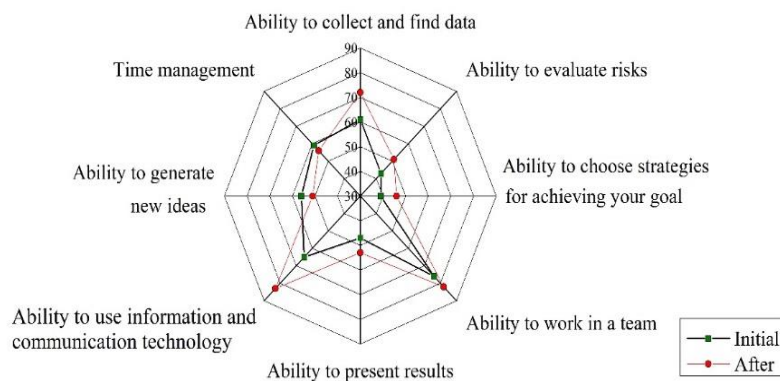 Ability to collect and find data
90
80
70
60
50
40
30
Time management
Ability to evaluate risks
Ability to generate
new ideas
Ability to choose strategies
for achieving your goal
Ability to use information and
communication technology
Ability to work in a team
Ability to present results
Initial
After